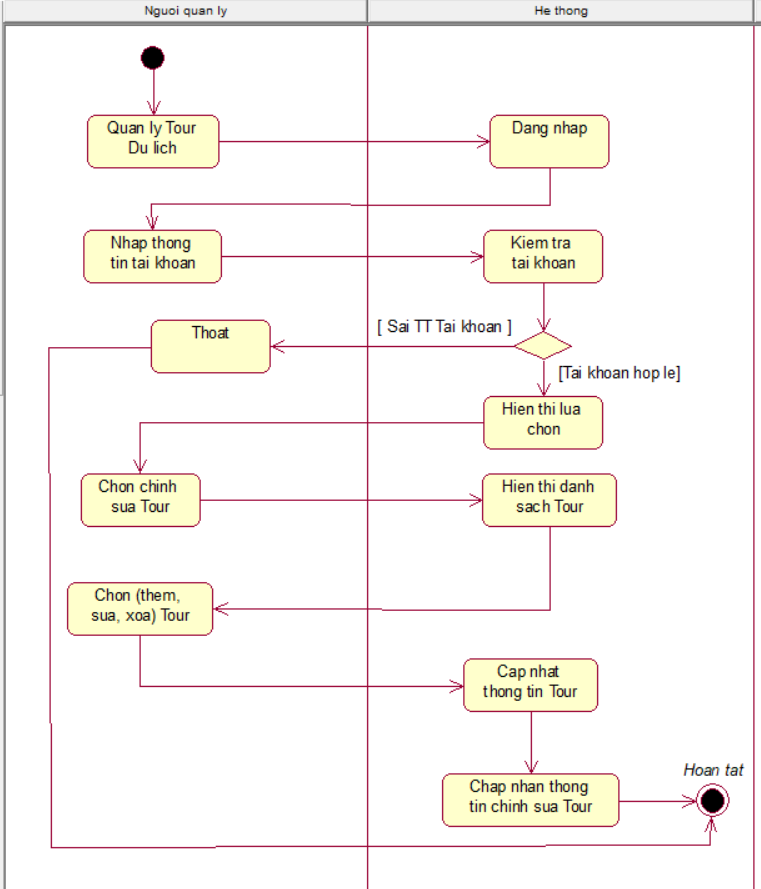 Nguoi quan ly
He thong
Quan ly Tour
Du lich
Dang nhap
Nhap thong
tin tai khoan
Kiem tra
tai khoan
Thoat
[ Sai TT Tai khoan ]
[Tai khoan hop le]
Hien thi lua
chon
Chon chinh
sua Tour
Hien thi danh
sach Tour
Chon (them,
sua, xoa) Tour
Cap nhat
thong tin Tour
Hoan tat
Chap nhan thong
tin chinh sua Tour